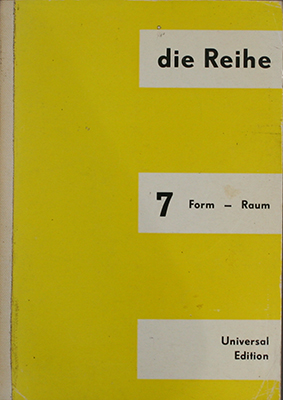 die Reihe
7 Form – Raum
Universal
Edition